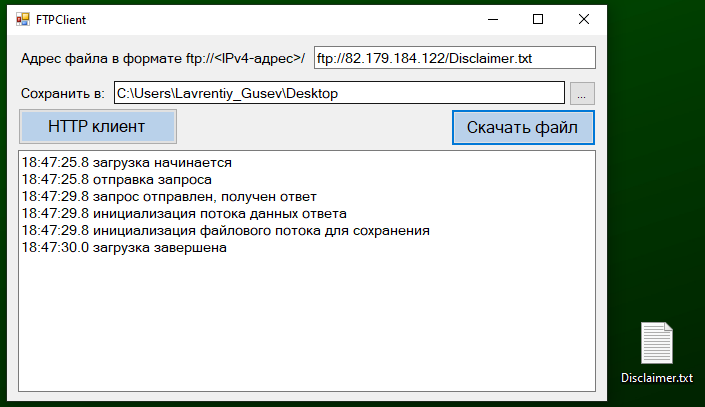 FTPClient
Адрес файла в формате ftp://<IPv4-адрес>/ ftp://82.179.184.122/Disclaimer.txt
Сохранить в: C:\Users\Lavrentiy_Gusev\Desktop ...
HTTP клиент Скачать файл
18:47:25.8 загрузка начинается
18:47:25.8 отправка запроса
18:47:29.8 запрос отправлен, получен ответ
18:47:29.8 инициализация потока данных ответа
18:47:29.8 инициализация файлового потока для сохранения
18:47:30.0 загрузка завершена
Disclaimer.txt